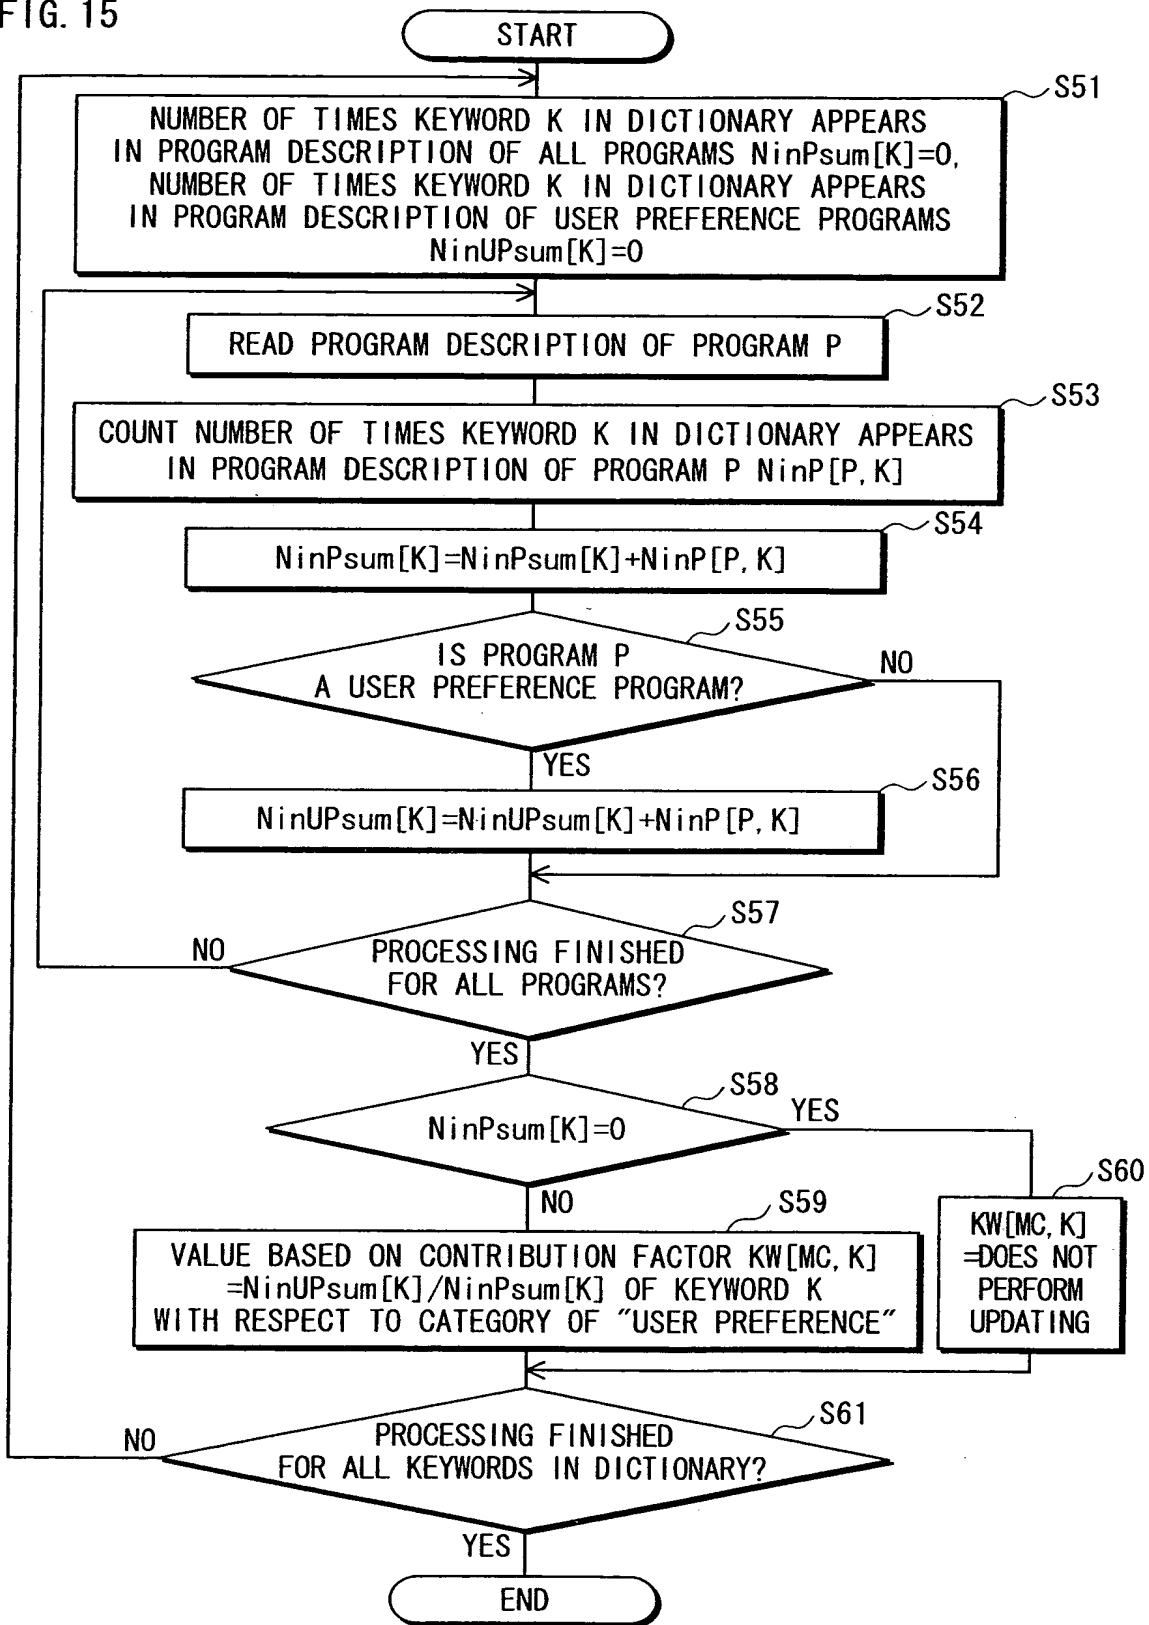 FIG. 15
START
S51
NUMBER OF TIMES KEYWORD K IN DICTIONARY APPEARS
IN PROGRAM DESCRIPTION OF ALL PROGRAMS NinPsum[K]=0,
NUMBER OF TIMES KEYWORD K IN DICTIONARY APPEARS
IN PROGRAM DESCRIPTION OF USER PREFERENCE PROGRAMS
NinUPsum[K]=0
S52
READ PROGRAM DESCRIPTION OF PROGRAM P
S53
COUNT NUMBER OF TIMES KEYWORD K IN DICTIONARY APPEARS
IN PROGRAM DESCRIPTION OF PROGRAM P NinP[P,K]
S54
NinPsum[K]=NinPsum[K]+NinP[P,K]
S55
IS PROGRAM P
A USER PREFERENCE PROGRAM?
NO
YES
S56
NinUPsum[K]=NinUPsum[K]+NinP[P,K]
S57
PROCESSING FINISHED
FOR ALL PROGRAMS?
NO
YES
S58
NinPsum[K]=0
YES
NO
S59
VALUE BASED ON CONTRIBUTION FACTOR KW[MC,K]
=NinUPsum[K]/NinPsum[K] OF KEYWORD K
WITH RESPECT TO CATEGORY OF "USER PREFERENCE"
S60
KW[MC,K]
=DOES NOT
PERFORM
UPDATING
S61
PROCESSING FINISHED
FOR ALL KEYWORDS IN DICTIONARY?
NO
YES
END